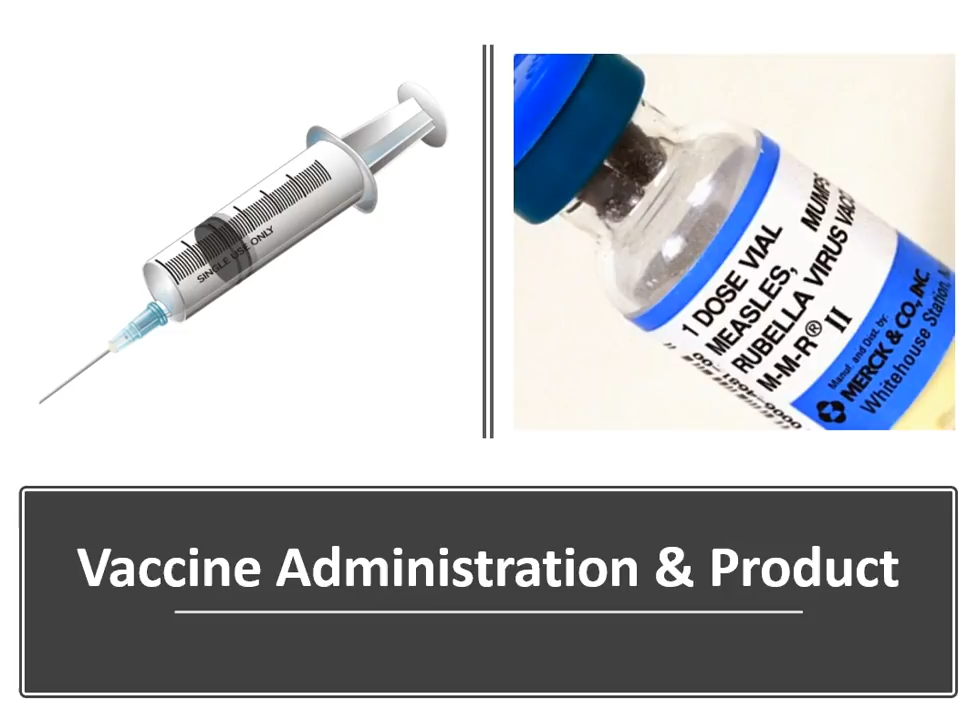 SINGLE USE ONLY
1 DOSE VIAL
MEASLES, MUMPS
RUBELLA VIRUS VACC
M-M-R® II
Manuf. and Dist. by:
MERCK & CO., INC.
Whitehouse Station,
Vaccine Administration & Product